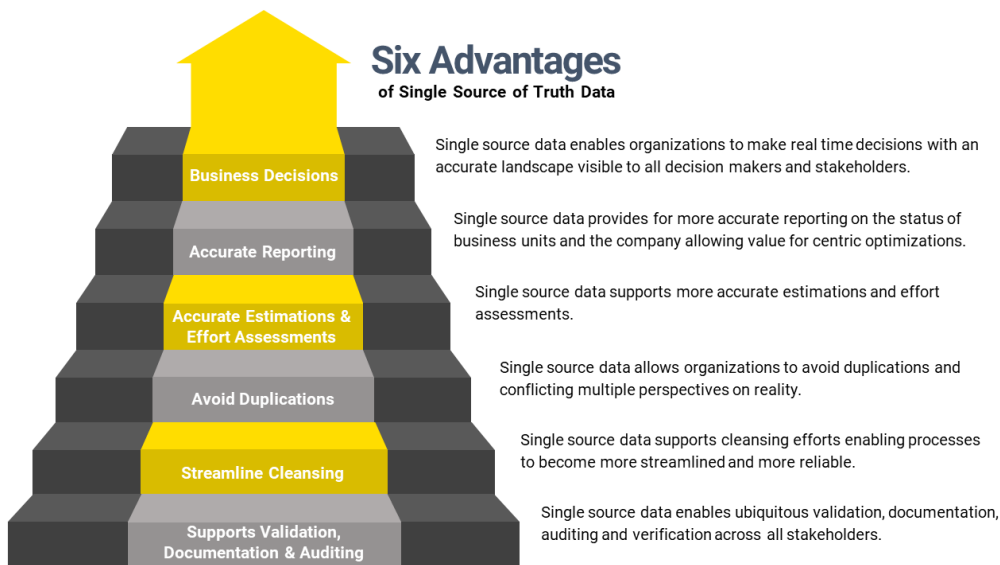 Six Advantages
of Single Source of Truth Data
Business Decisions
Single source data enables organizations to make real time decisions with an
accurate landscape visible to all decision makers and stakeholders.
Accurate Reporting
Single source data provides for more accurate reporting on the status of
business units and the company allowing value for centric optimizations.
Accurate Estimations &
Effort Assessments
Single source data supports more accurate estimations and effort
assessments.
Avoid Duplications
Single source data allows organizations to avoid duplications and
conflicting multiple perspectives on reality.
Streamline Cleansing
Single source data supports cleansing efforts enabling processes
to become more streamlined and more reliable.
Supports Validation,
Documentation & Auditing
Single source data enables ubiquitous validation, documentation,
auditing and verification across all stakeholders.